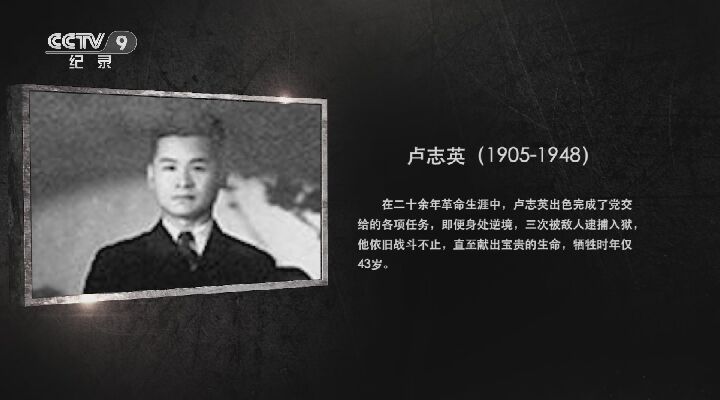 CCTV 9
纪 录
卢志英（1905-1948）
在二十余年革命生涯中，卢志英出色完成了党交
给的各项任务，即便身处逆境，三次被敌人逮捕入狱，
他依旧战斗不止，直至献出宝贵的生命，牺牲时年仅
43岁。